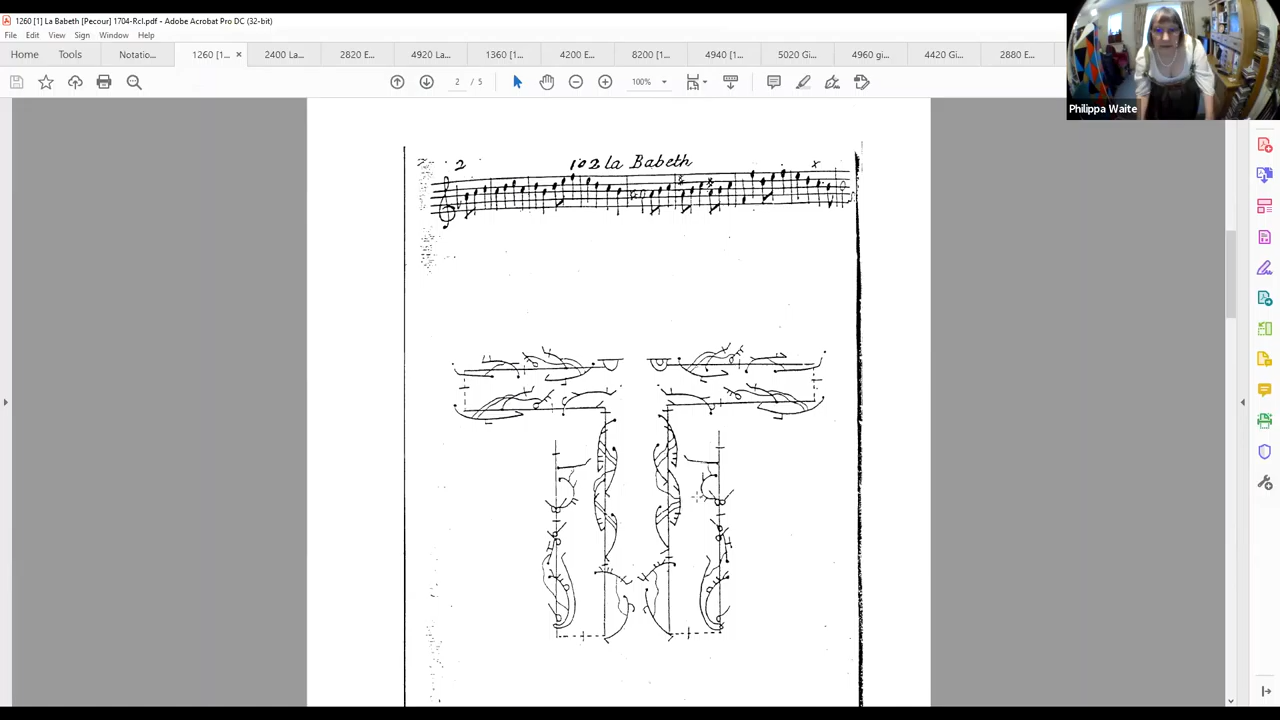 1260 [1] La Babeth [Pecour] 1704-Rcl.pdf - Adobe Acrobat Pro DC (32-bit)
File Edit View Sign Window Help
Home Tools Notatio... 1260 [1... × 2400 La... 2820 E... 4920 La... 1360 [1... 4200 E... 8200 [1... 4940 [1... 5020 Gi... 4960 gi... 4420 Gi... 2880 E...
2 / 5 100%
Philippa Waite
2 102 la Babeth x